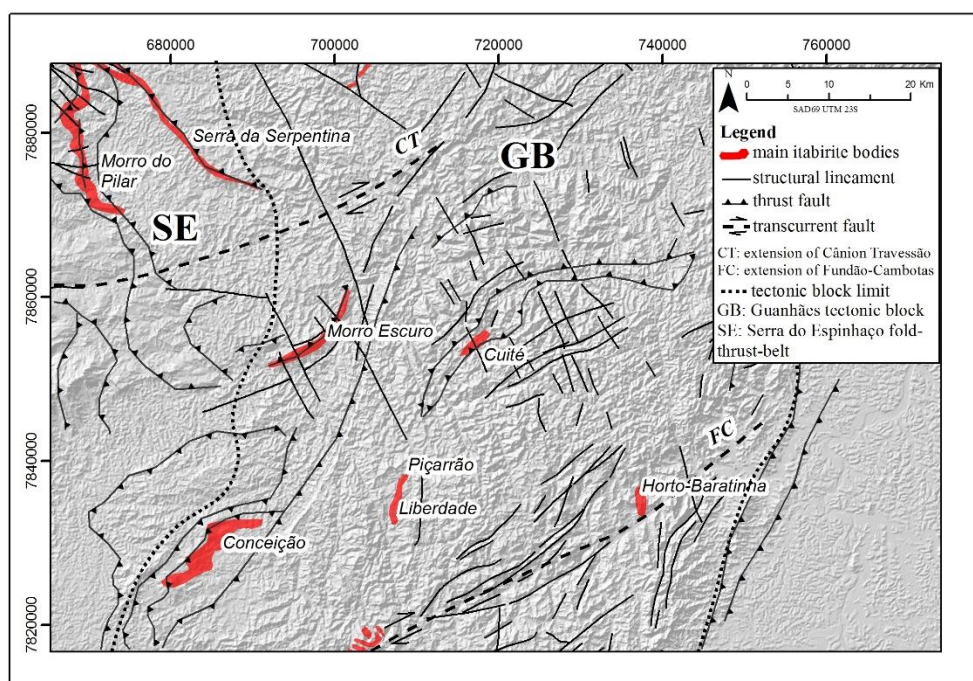 680000
700000
720000
740000
760000
7880000
7860000
7840000
7820000
N
0
5
10
20 Km
SAD69 UTM 23S
Legend
main itabirite bodies
structural lineament
thrust fault
transcurrent fault
CT: extension of Cânion Travessão
FC: extension of Fundão-Cambotas
tectonic block limit
GB: Guanhães tectonic block
SE: Serra do Espinhaço fold-
thrust-belt
Serra da Serpentina
CT
GB
Morro do
Pilar
SE
Morro Escuro
Cuité
FC
Piçarrão
Horto-Baratinha
Liberdade
Conceição